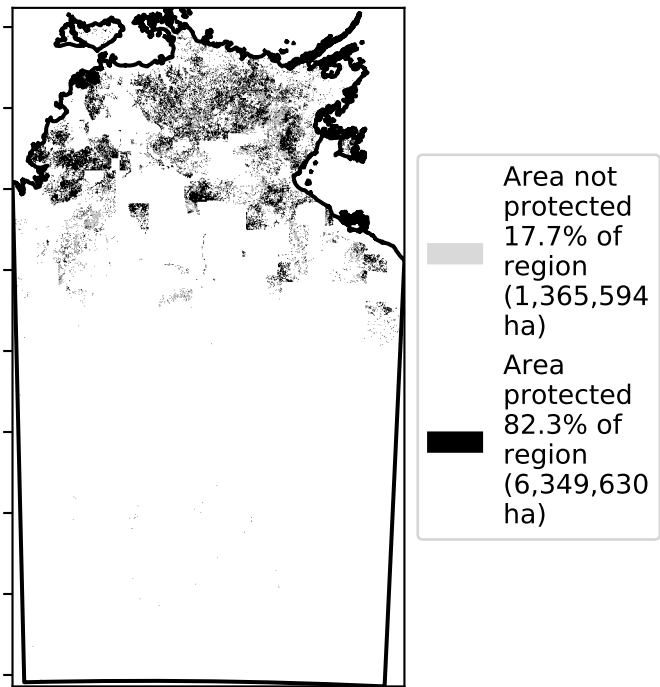 Area not
protected
17.7% of
region
(1,365,594
ha)
Area
protected
82.3% of
region
(6,349,630
ha)